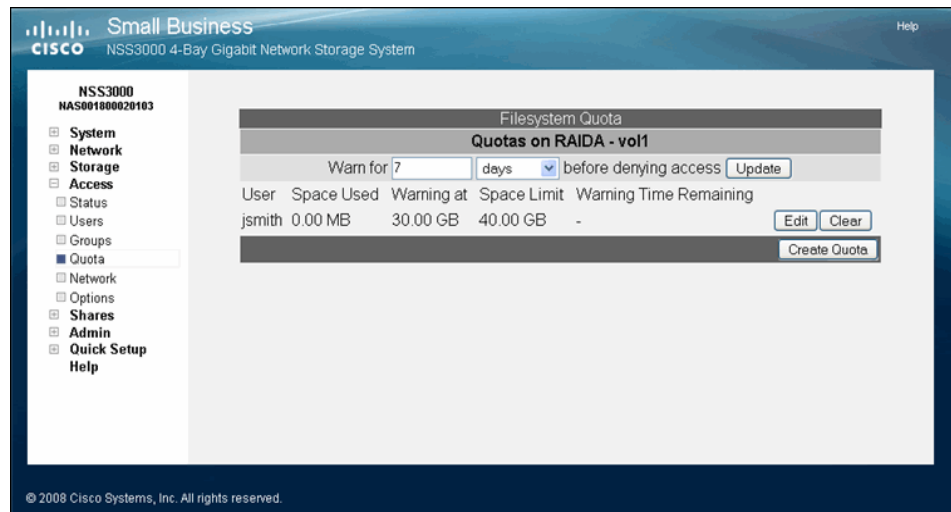 Small Business
Help
CISCO NSS3000 4-Bay Gigabit Network Storage System
NSS3000
NAS001800020103
System
Network
Storage
Access
Status
Users
Groups
Quota
Network
Options
Shares
Admin
Quick Setup
Help
Filesystem Quota
Quotas on RAIDA - vol1
Warn for 7 days before denying access Update
User Space Used Warning at Space Limit Warning Time Remaining
jsmith 0.00 MB 30.00 GB 40.00 GB - Edit Clear
Create Quota
© 2008 Cisco Systems, Inc. All rights reserved.